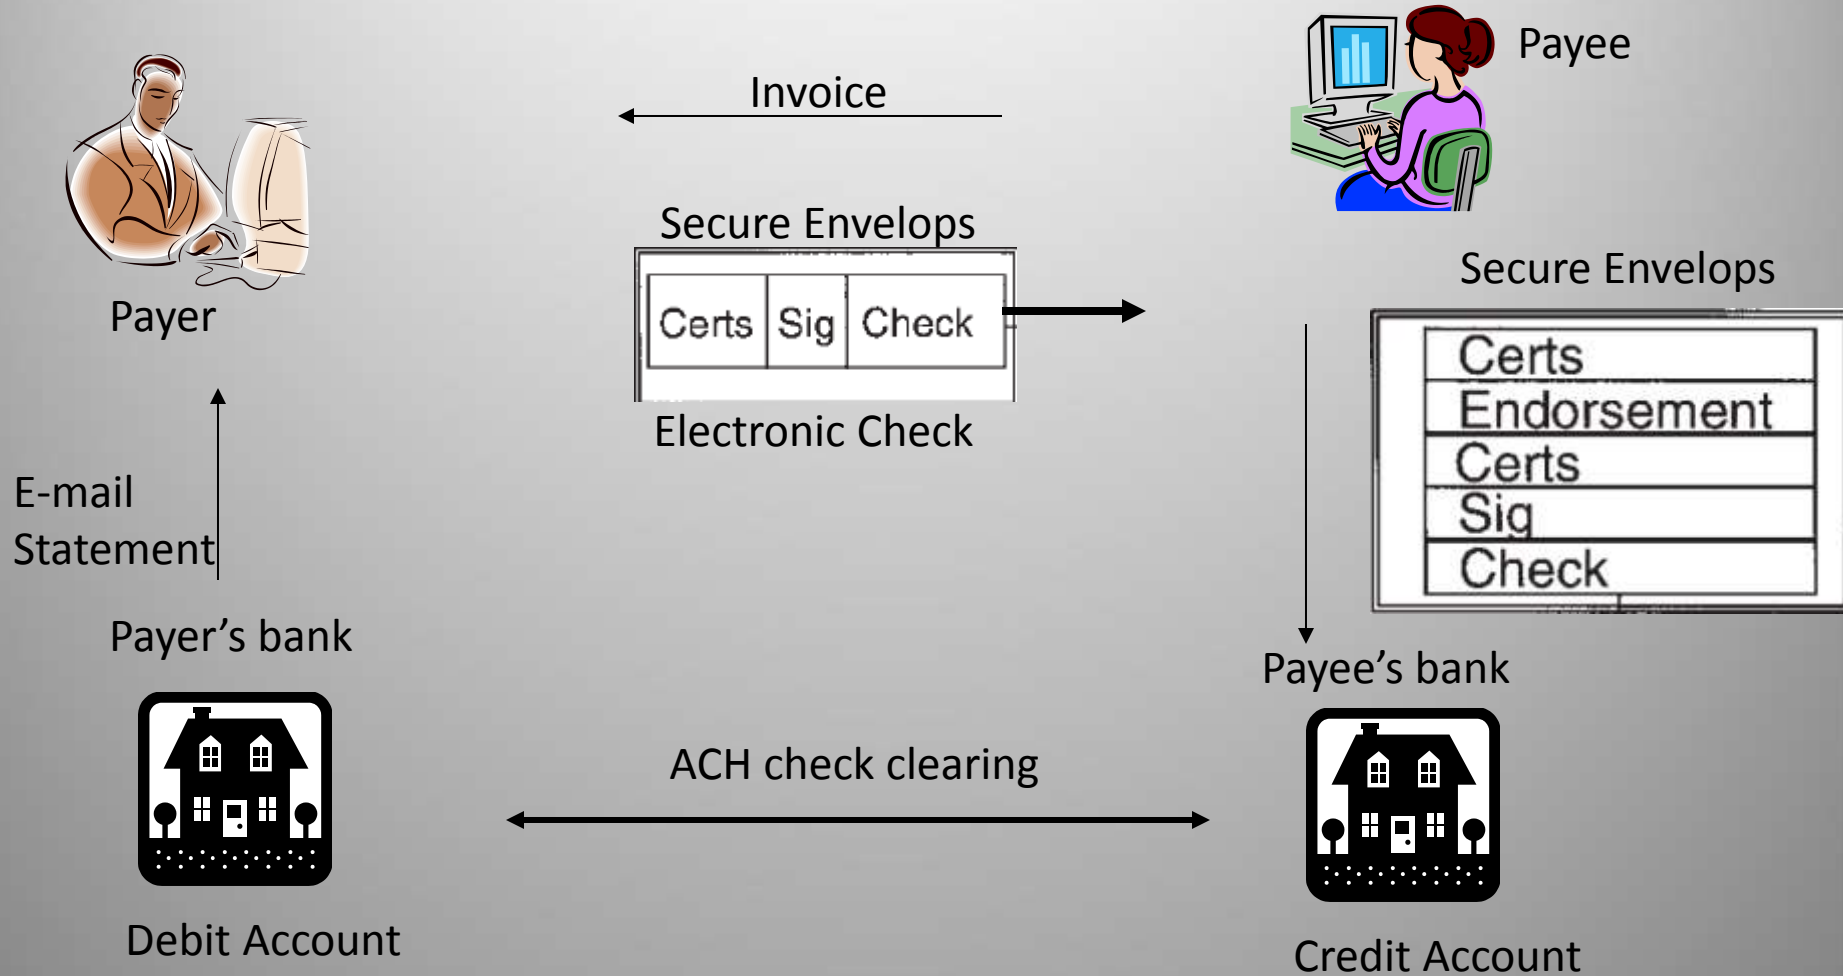 Payee
Invoice
Secure Envelops
Certs Sig Check
Electronic Check
Payer
Secure Envelops
Certs
Endorsement
Certs
Sig
Check
E-mail
Statement
Payer’s bank
Payee’s bank
ACH check clearing
Debit Account
Credit Account